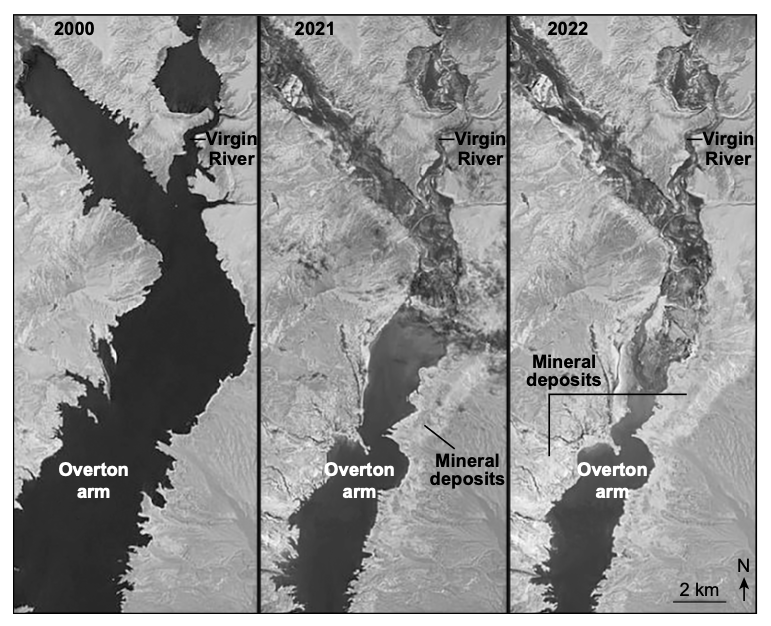 2000
Virgin
River
Overton
arm
2021
Virgin
River
Mineral
deposits
Overton
arm
2022
Virgin
River
Mineral
deposits
Overton
arm
N
2 km